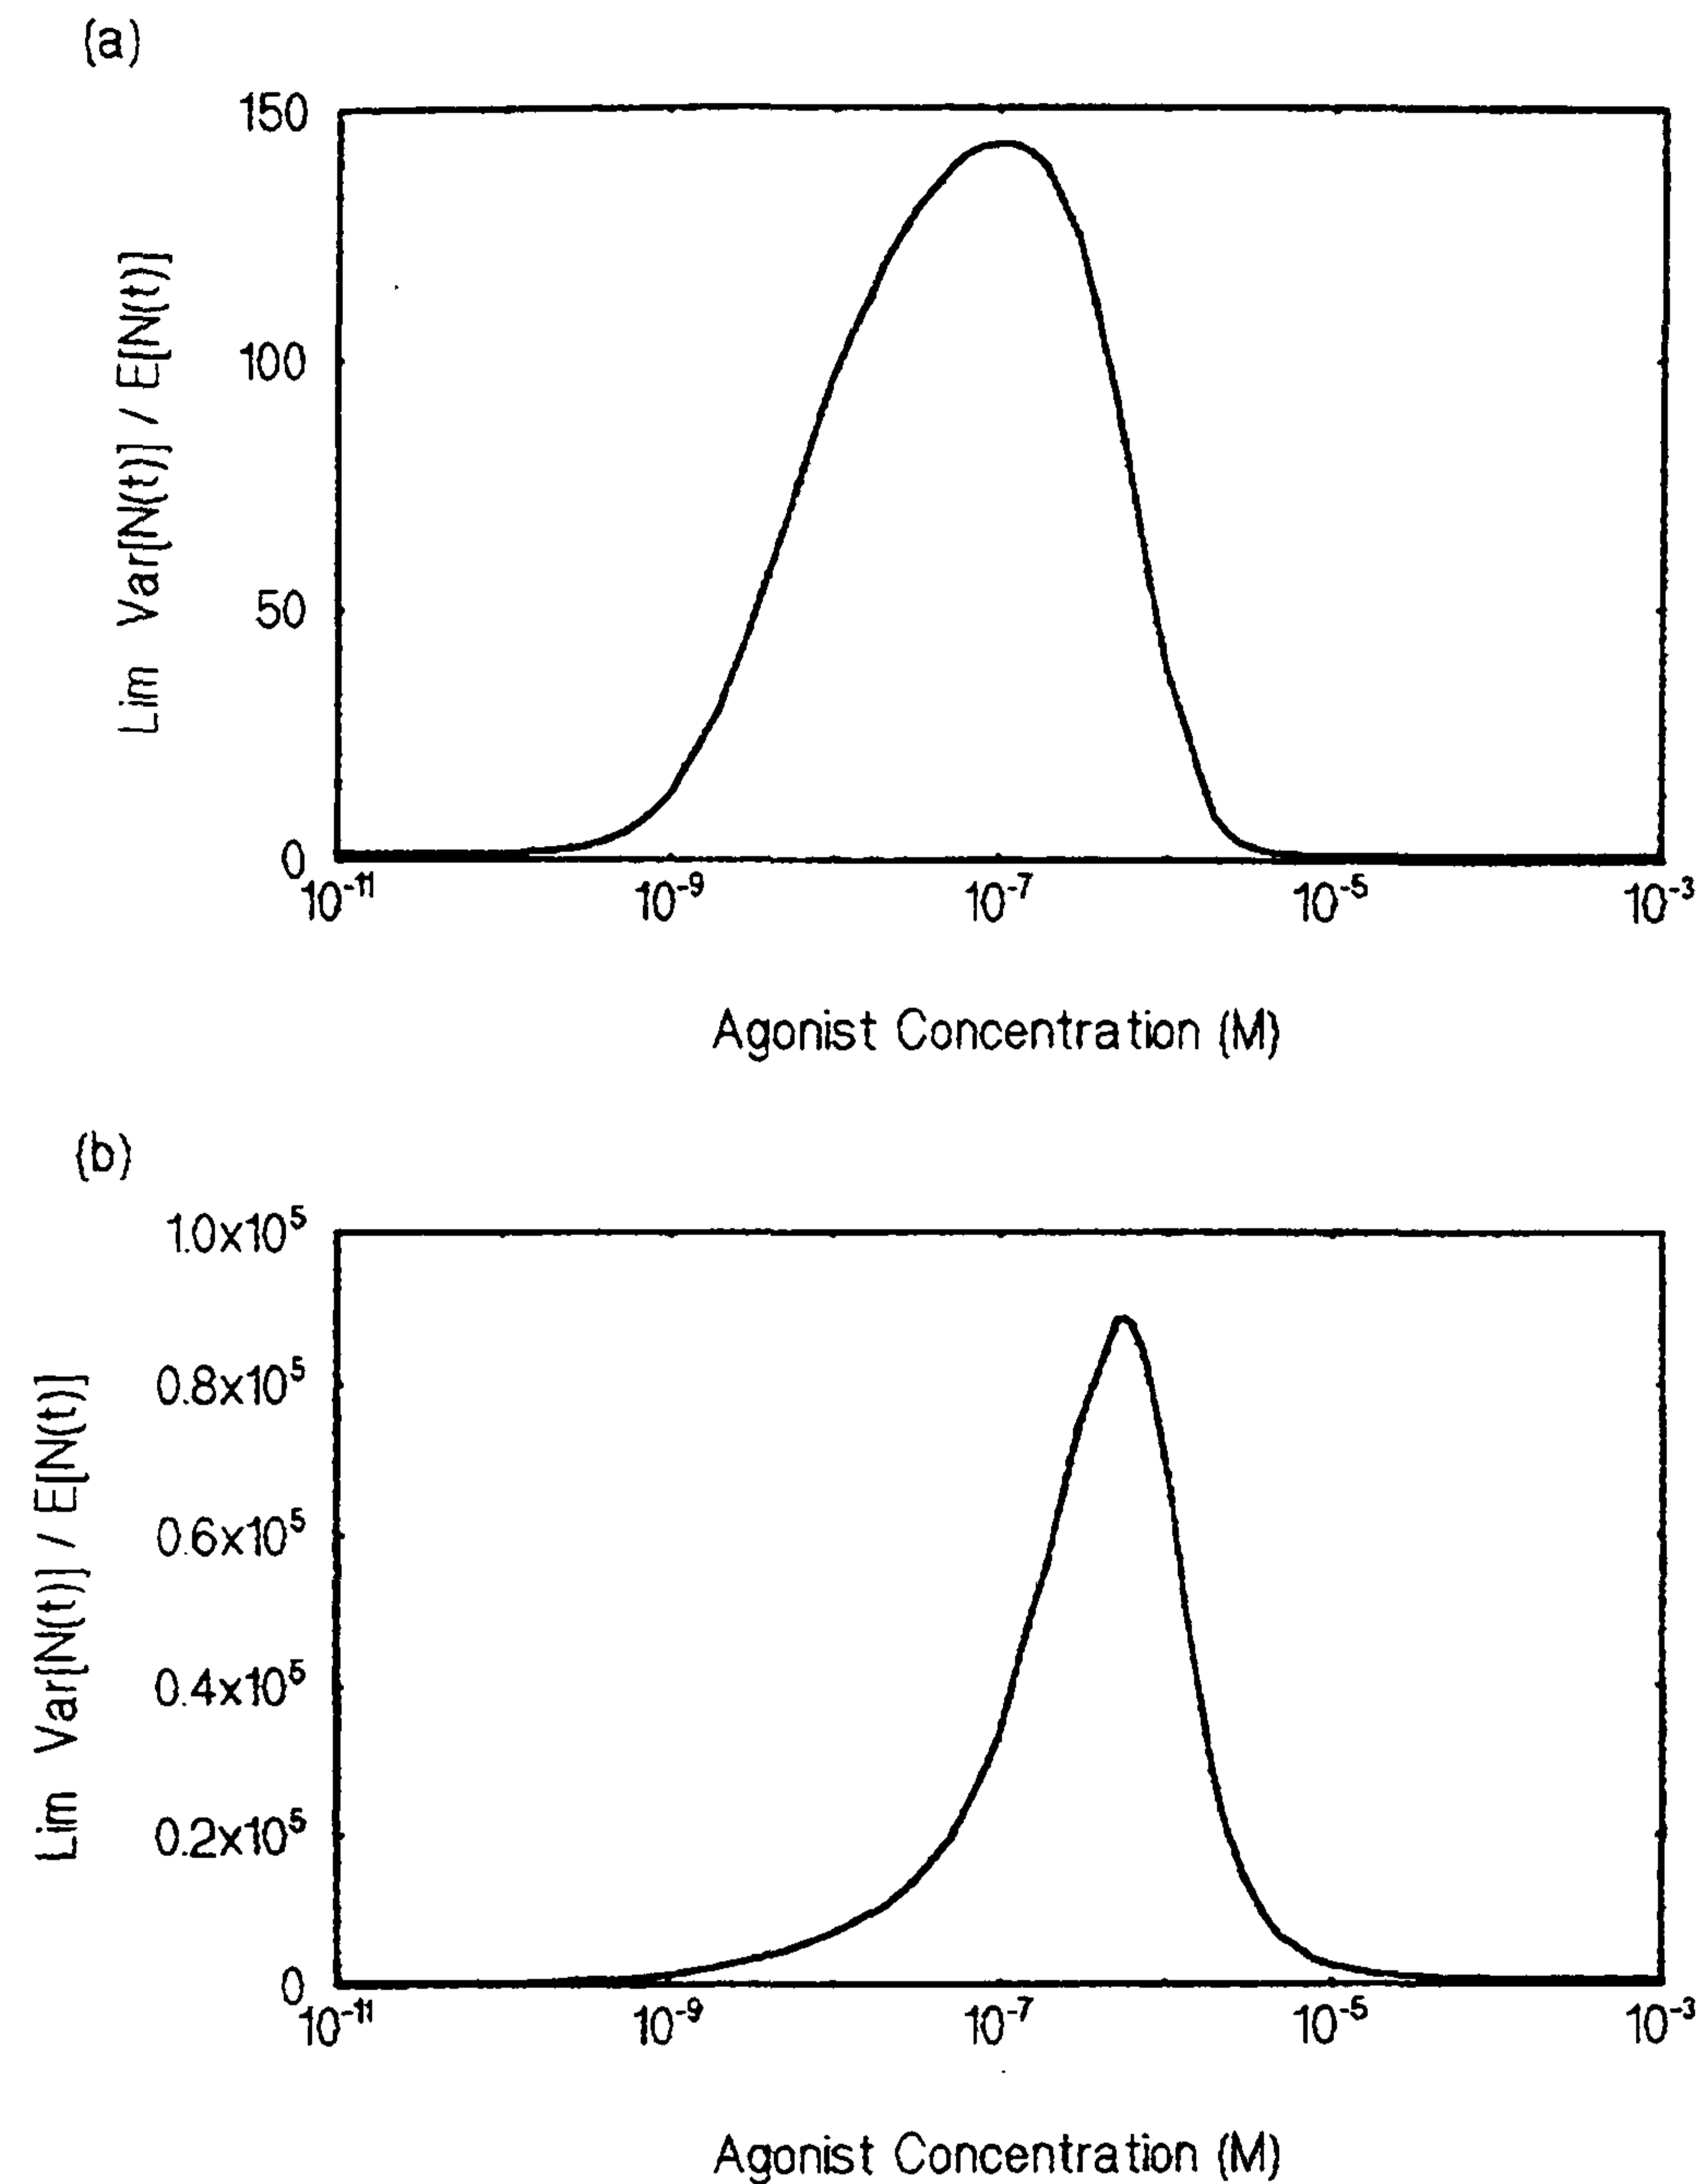 (a)
150
100
50
0
10⁻¹¹ 10⁻⁹ 10⁻⁷ 10⁻⁵ 10⁻³
Lim Var[N(t)] / E[N(t)]
Agonist Concentration (M)
(b)
1.0x10⁵
0.8x10⁵
0.6x10⁵
0.4x10⁵
0.2x10⁵
0
10⁻¹¹ 10⁻⁹ 10⁻⁷ 10⁻⁵ 10⁻³
Lim Var[N(t)] / E[N(t)]
Agonist Concentration (M)